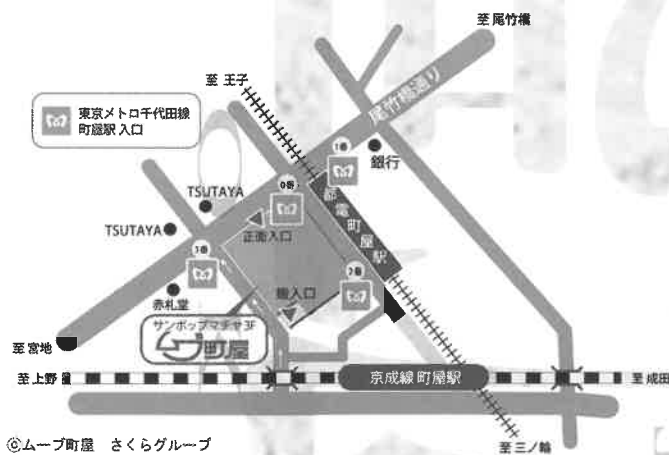 至 尾竹橋
至 王子
尾竹橋通り
東京メトロ千代田線
町屋駅 入口
1番
銀行
都電町屋駅
TSUTAYA
0番
正面入口
TSUTAYA
3番
2番
脇入口
赤札堂
サンポップマチヤ3F
ムーブ町屋
至 宮地
至 上野
京成線 町屋駅
至 成田
至 三ノ輪
©ムーブ町屋 さくらグループ